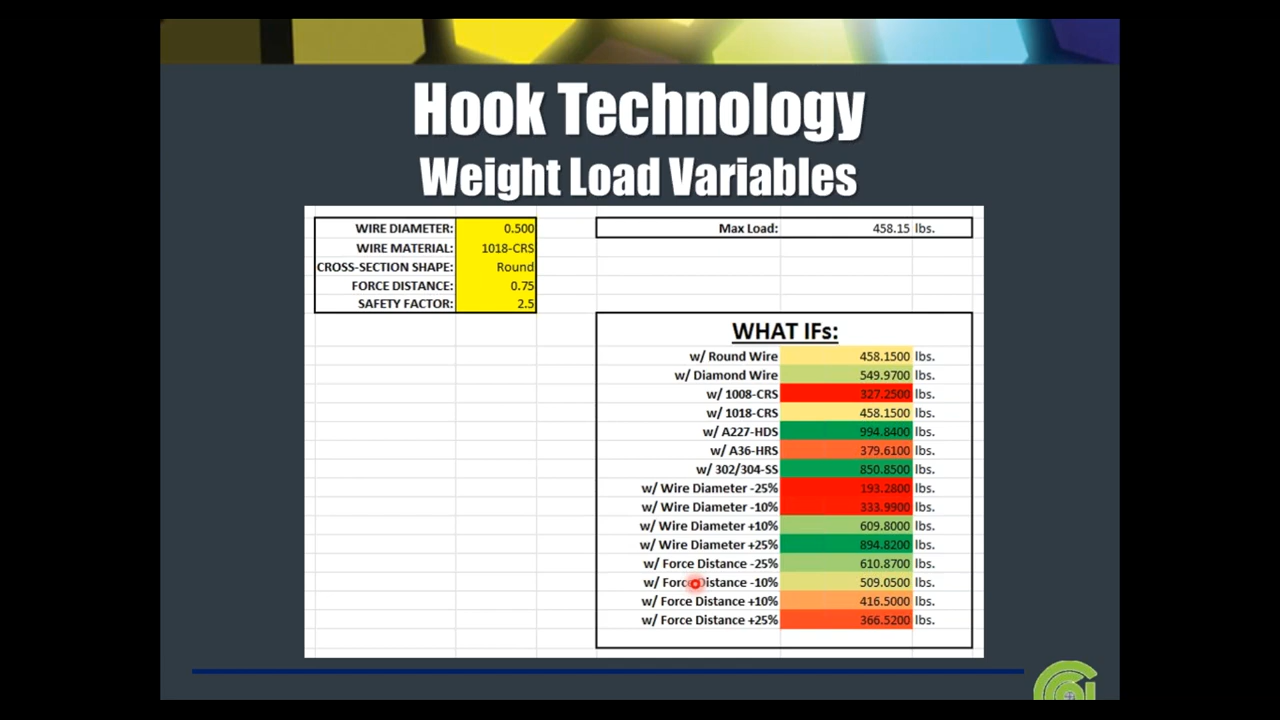 Hook Technology
Weight Load Variables
WIRE DIAMETER: 0.500
WIRE MATERIAL: 1018-CRS
CROSS-SECTION SHAPE: Round
FORCE DISTANCE: 0.75
SAFETY FACTOR: 2.5
Max Load: 458.15 lbs.
WHAT IFs:
w/ Round Wire 458.1500 lbs.
w/ Diamond Wire 549.9700 lbs.
w/ 1008-CRS 327.2500 lbs.
w/ 1018-CRS 458.1500 lbs.
w/ A227-HDS 994.8400 lbs.
w/ A36-HRS 379.6100 lbs.
w/ 302/304-SS 850.8500 lbs.
w/ Wire Diameter -25% 193.2800 lbs.
w/ Wire Diameter -10% 333.9900 lbs.
w/ Wire Diameter +10% 609.8000 lbs.
w/ Wire Diameter +25% 894.8200 lbs.
w/ Force Distance -25% 610.8700 lbs.
w/ Force Distance -10% 509.0500 lbs.
w/ Force Distance +10% 416.5000 lbs.
w/ Force Distance +25% 366.5200 lbs.